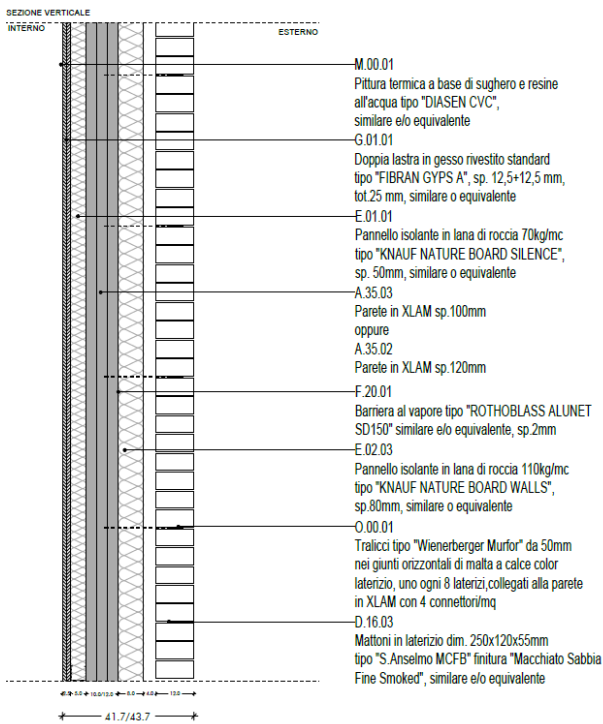 SEZIONE VERTICALE
INTERNO
ESTERNO
M.00.01
Pittura termica a base di sughero e resine
all'acqua tipo "DIASEN CVC",
similare e/o equivalente
G.01.01
Doppia lastra in gesso rivestito standard
tipo "FIBRAN GYPS A", sp. 12,5+12,5 mm,
tot.25 mm, similare o equivalente
E.01.01
Pannello isolante in lana di roccia 70kg/mc
tipo "KNAUF NATURE BOARD SILENCE",
sp. 50mm, similare o equivalente
A.35.03
Parete in XLAM sp.100mm
oppure
A.35.02
Parete in XLAM sp.120mm
F.20.01
Barriera al vapore tipo "ROTHOBLASS ALUNET
SD150" similare e/o equivalente, sp.2mm
E.02.03
Pannello isolante in lana di roccia 110kg/mc
tipo "KNAUF NATURE BOARD WALLS",
sp.80mm, similare o equivalente
O.00.01
Tralicci tipo "Wienerberger Murfor" da 50mm
nei giunti orizzontali di malta a calce color
laterizio, uno ogni 8 laterizi,collegati alla parete
in XLAM con 4 connettori/mq
D.16.03
Mattoni in laterizio dim. 250x120x55mm
tipo "S.Anselmo MCFB" finitura "Macchiato Sabbia
Fine Smoked", similare e/o equivalente
5.0 10.0/12.0 8.0 4.0 12.0
41.7/43.7